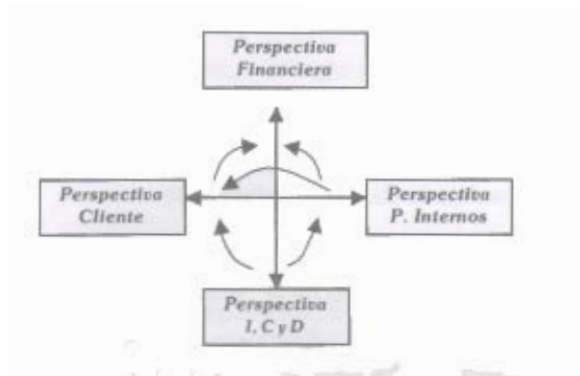 Perspectiva
Financiera
Perspectiva
Cliente
Perspectiva
P. Internos
Perspectiva
I, C y D